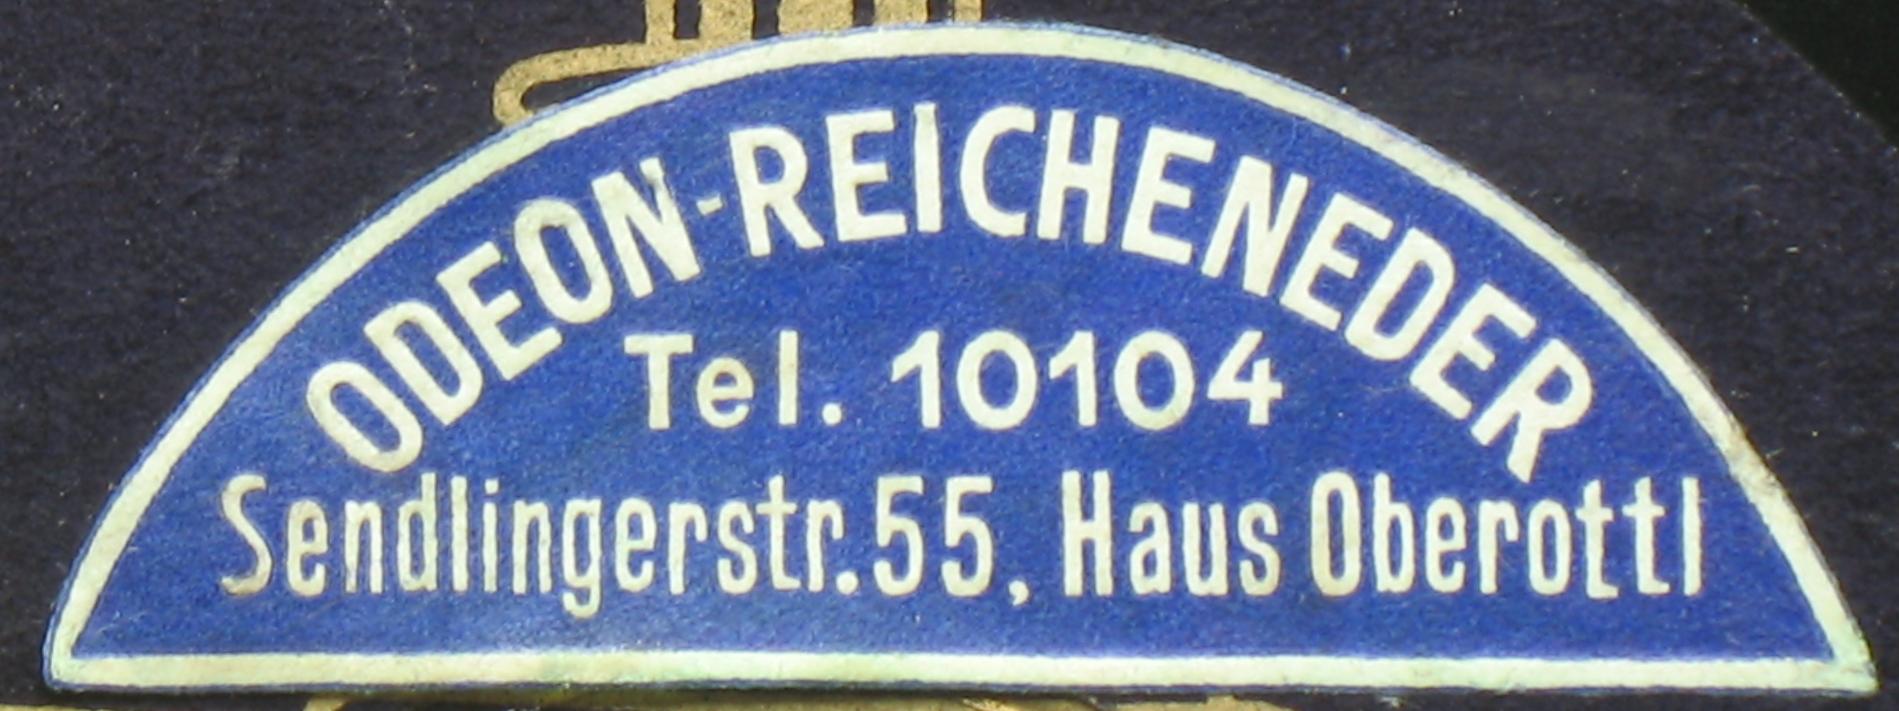 ODEON-REICHENEDER
Tel. 10104
Sendlingerstr. 55, Haus Oberottl